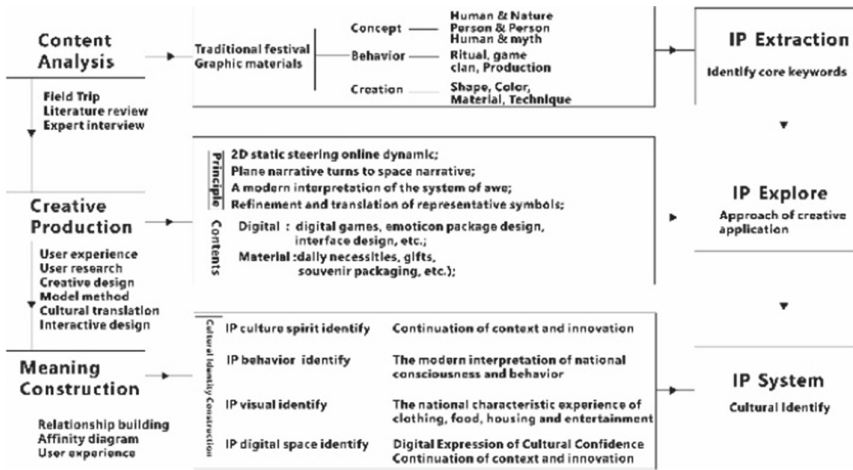 Content
Analysis
Field Trip
Literature review
Expert interview
Traditional festival
Graphic materials
Concept
Human & Nature
Person & Person
Human & myth
Behavior
Ritual, game
clan, Production
Creation
Shape, Color,
Material, Technique
IP Extraction
Identify core keywords
Creative
Production
User experience
User research
Creative design
Model method
Cultural translation
Interactive design
Principle
2D static steering online dynamic;
Plane narrative turns to space narrative;
A modern interpretation of the system of awe;
Refinement and translation of representative symbols;
Contents
Digital : digital games, emoticon package design,
interface design, etc.;
Material :daily necessities, gifts,
souvenir packaging, etc.);
IP Explore
Approach of creative
application
Meaning
Construction
Relationship building
Affinity diagram
User experience
Cultural Identity Construction
IP culture spirit identify Continuation of context and innovation
IP behavior identify The modern interpretation of national
consciousness and behavior
IP visual identify The national characteristic experience of
clothing, food, housing and entertainment
IP digital space identify Digital Expression of Cultural Confidence
Continuation of context and innovation
IP System
Cultural Identify